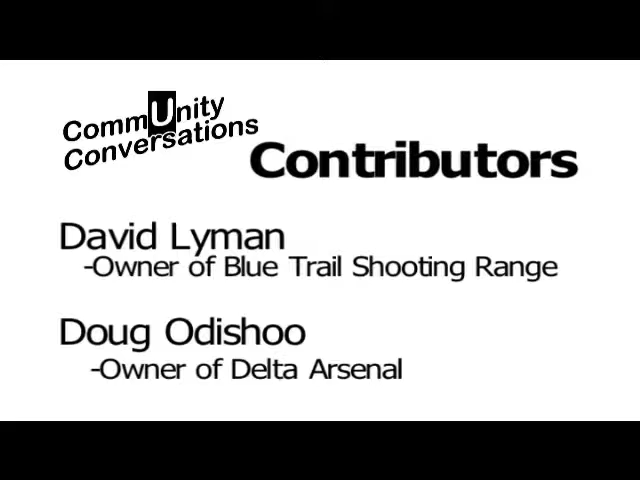 CommUnity
Conversations
Contributors
David Lyman
-Owner of Blue Trail Shooting Range
Doug Odishoo
-Owner of Delta Arsenal